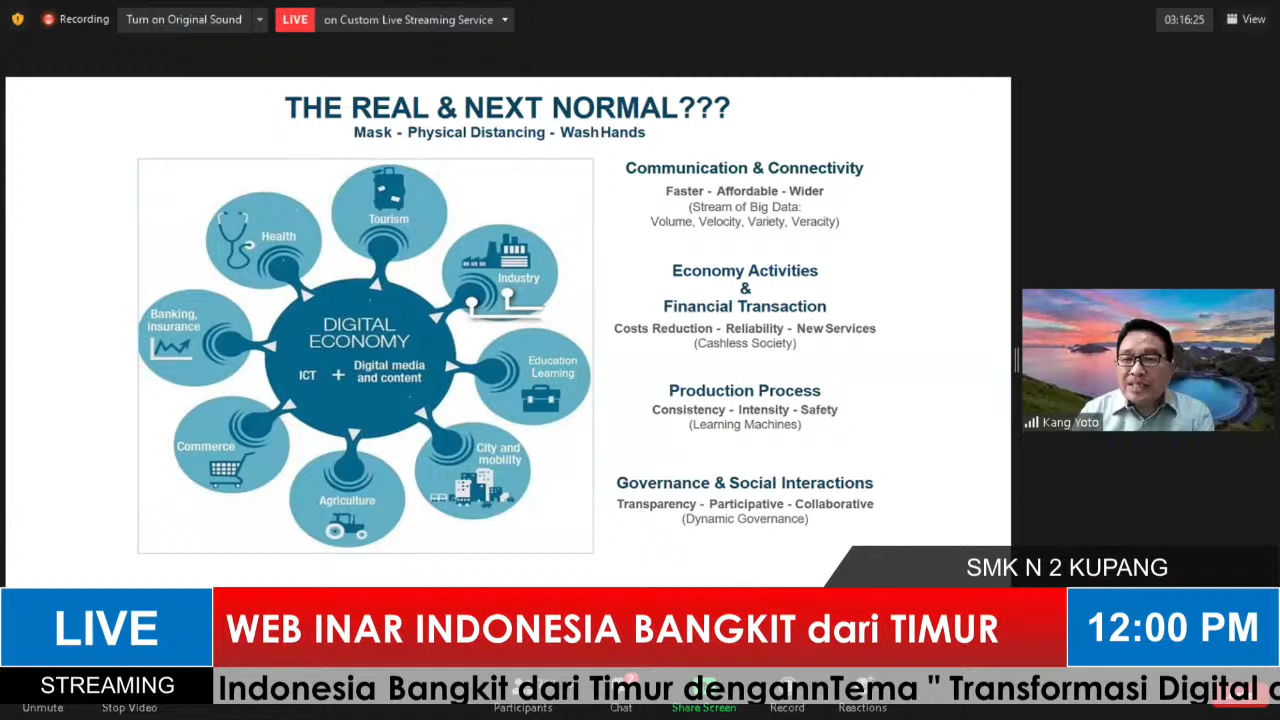 Recording
Turn on Original Sound
LIVE
on Custom Live Streaming Service
03:16:25
View
THE REAL & NEXT NORMAL???
Mask - Physical Distancing - Wash Hands
Tourism
Health
Industry
Banking,
insurance
DIGITAL
ECONOMY
ICT + Digital media
and content
Education
Learning
Commerce
City and
mobility
Agriculture
Communication & Connectivity
Faster - Affordable - Wider
(Stream of Big Data:
Volume, Velocity, Variety, Veracity)
Economy Activities
&
Financial Transaction
Costs Reduction - Reliability - New Services
(Cashless Society)
Production Process
Consistency - Intensity - Safety
(Learning Machines)
Governance & Social Interactions
Transparency - Participative - Collaborative
(Dynamic Governance)
Kang Yoto
SMK N 2 KUPANG
LIVE
WEB INAR INDONESIA BANGKIT dari TIMUR
12:00 PM
STREAMING
Indonesia Bangkit dari Timur dengannTema " Transformasi Digital
Unmute
Stop Video
Participants
Chat
Share Screen
Record
Reactions